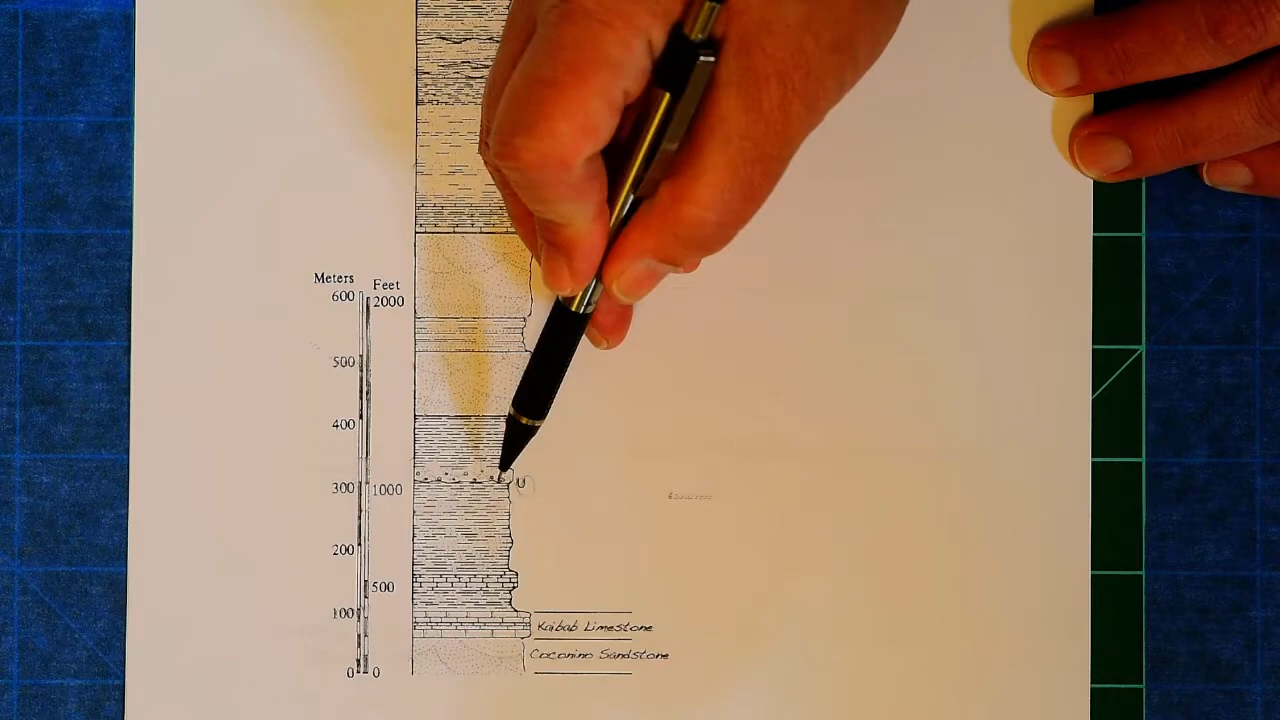 Meters Feet
600 2000
500
400
U
300 1000
200
500
100
Kaibab Limestone
Coconino Sandstone
0 0